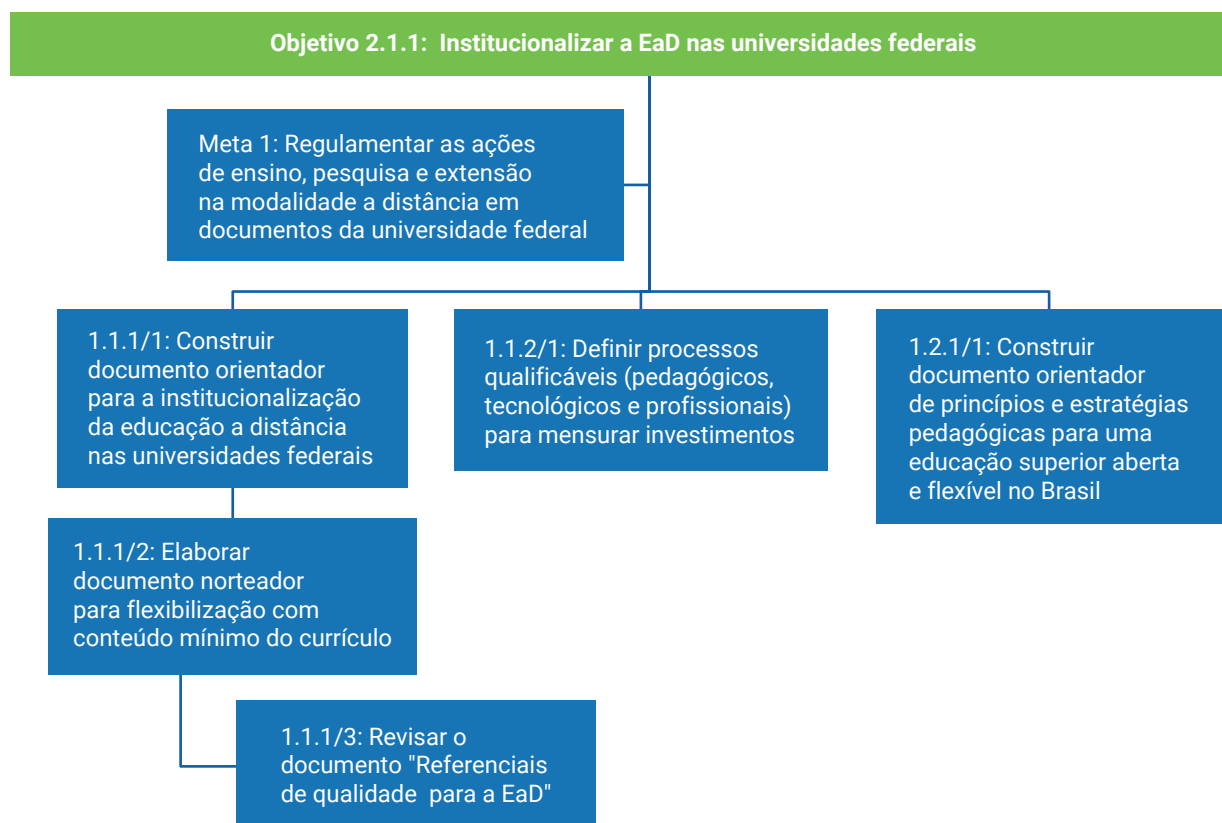 Objetivo 2.1.1: Institucionalizar a EaD nas universidades federais
Meta 1: Regulamentar as ações
de ensino, pesquisa e extensão
na modalidade a distância em
documentos da universidade federal
1.1.1/1: Construir
documento orientador
para a institucionalização
da educação a distância
nas universidades federais
1.1.2/1: Definir processos
qualificáveis (pedagógicos,
tecnológicos e profissionais)
para mensurar investimentos
1.2.1/1: Construir
documento orientador
de princípios e estratégias
pedagógicas para uma
educação superior aberta
e flexível no Brasil
1.1.1/2: Elaborar
documento norteador
para flexibilização com
conteúdo mínimo do currículo
1.1.1/3: Revisar o
documento "Referenciais
de qualidade para a EaD"